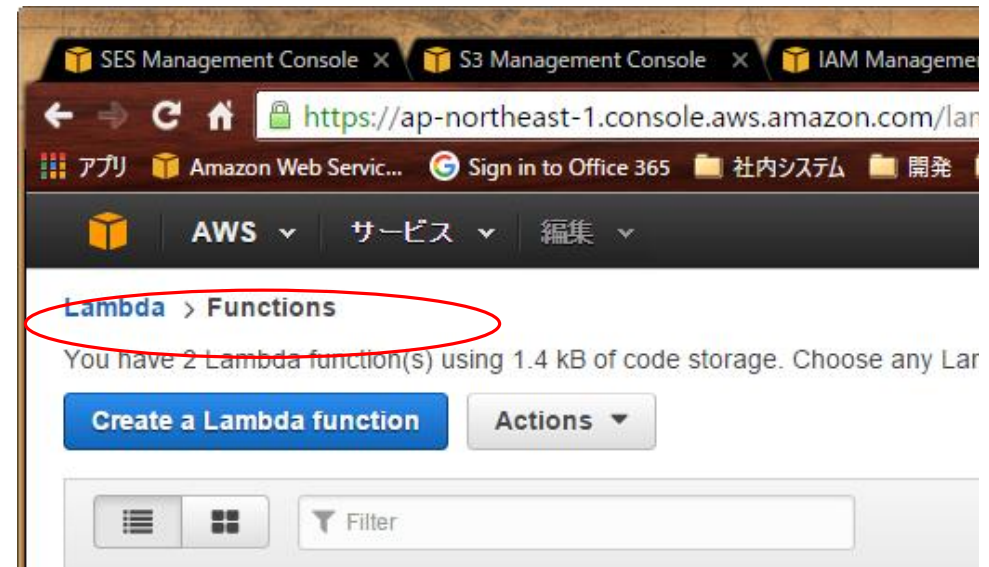 SES Management Console
S3 Management Console
IAM Manageme
https://ap-northeast-1.console.aws.amazon.com/lar
アプリ Amazon Web Servic... Sign in to Office 365 社内システム 開発
AWS サービス 編集
Lambda > Functions
You have 2 Lambda function(s) using 1.4 kB of code storage. Choose any Lar
Create a Lambda function Actions
Filter